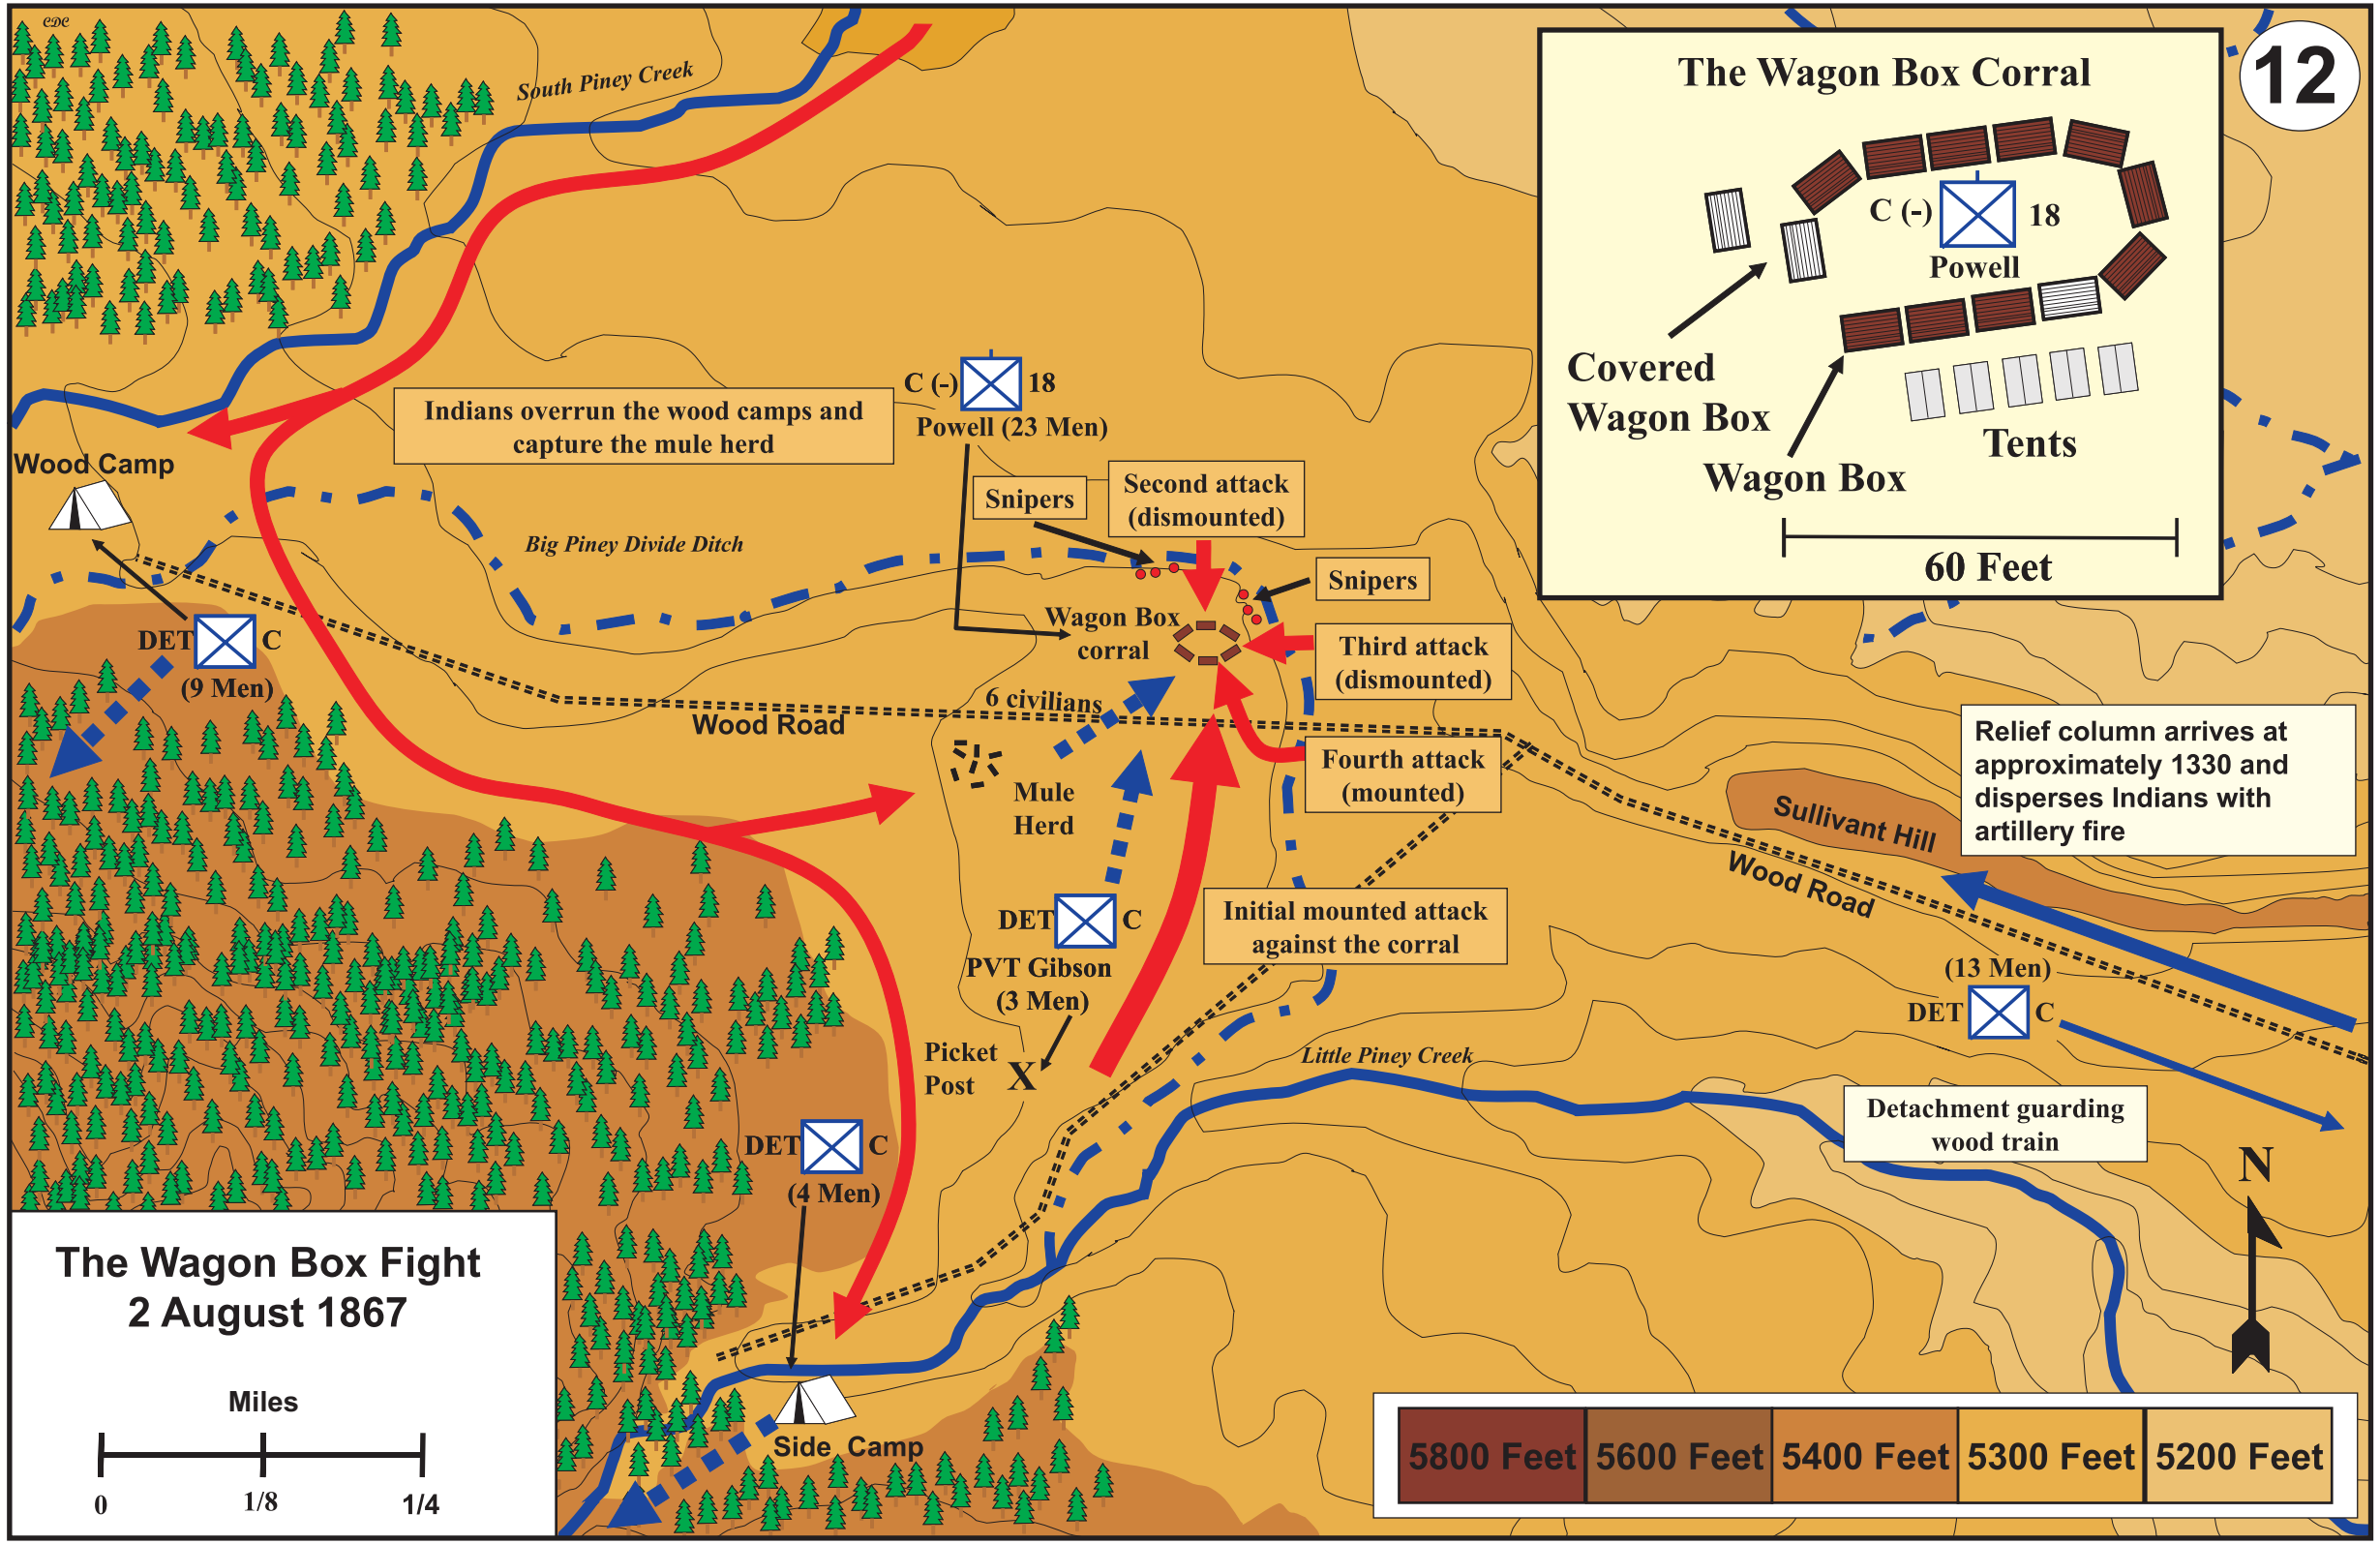 CDC
South Piney Creek
12
The Wagon Box Corral
C (-)
18
Powell
Covered
Wagon Box
Wagon Box
Tents
60 Feet
Indians overrun the wood camps and
capture the mule herd
C (-)
18
Powell (23 Men)
Wood Camp
Snipers
Second attack
(dismounted)
Big Piney Divide Ditch
Snipers
Wagon Box
corral
Third attack
(dismounted)
DET
C
(9 Men)
6 civilians
Wood Road
Mule
Herd
Fourth attack
(mounted)
Relief column arrives at
approximately 1330 and
disperses Indians with
artillery fire
Sullivant Hill
Wood Road
DET
C
PVT Gibson
(3 Men)
Initial mounted attack
against the corral
(13 Men)
DET
C
Picket
Post
X
Little Piney Creek
Detachment guarding
wood train
DET
C
(4 Men)
N
The Wagon Box Fight
2 August 1867
Miles
0
1/8
1/4
Side Camp
5800 Feet
5600 Feet
5400 Feet
5300 Feet
5200 Feet